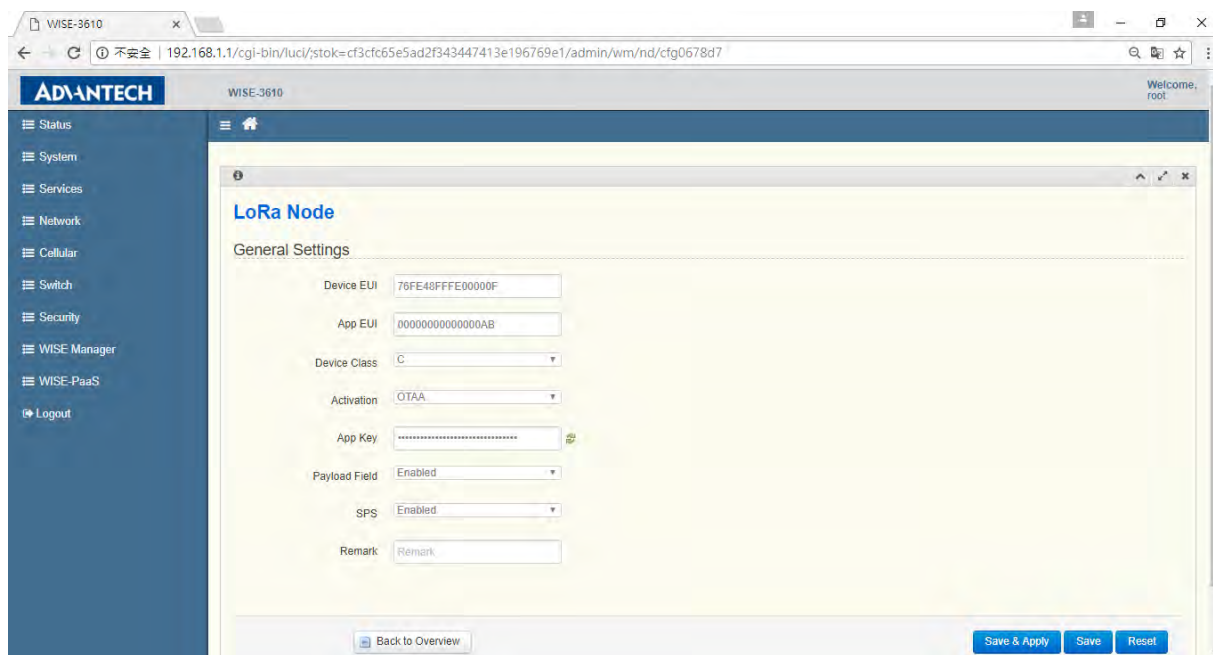 WISE-3610
不安全 | 192.168.1.1/cgi-bin/luci/;stok=cf3cfc65e5ad2f343447413e196769e1/admin/wm/nd/cfg0678d7
ADVANTECH
WISE-3610
Welcome,
root
Status
System
Services
Network
Cellular
Switch
Security
WISE Manager
WISE-PaaS
Logout
LoRa Node
General Settings
Device EUI 76FE48FFFE00000F
App EUI 00000000000000AB
Device Class C
Activation OTAA
App Key ••••••••••••••••••••••••••••••••
Payload Field Enabled
SPS Enabled
Remark Remark
Back to Overview Save & Apply Save Reset